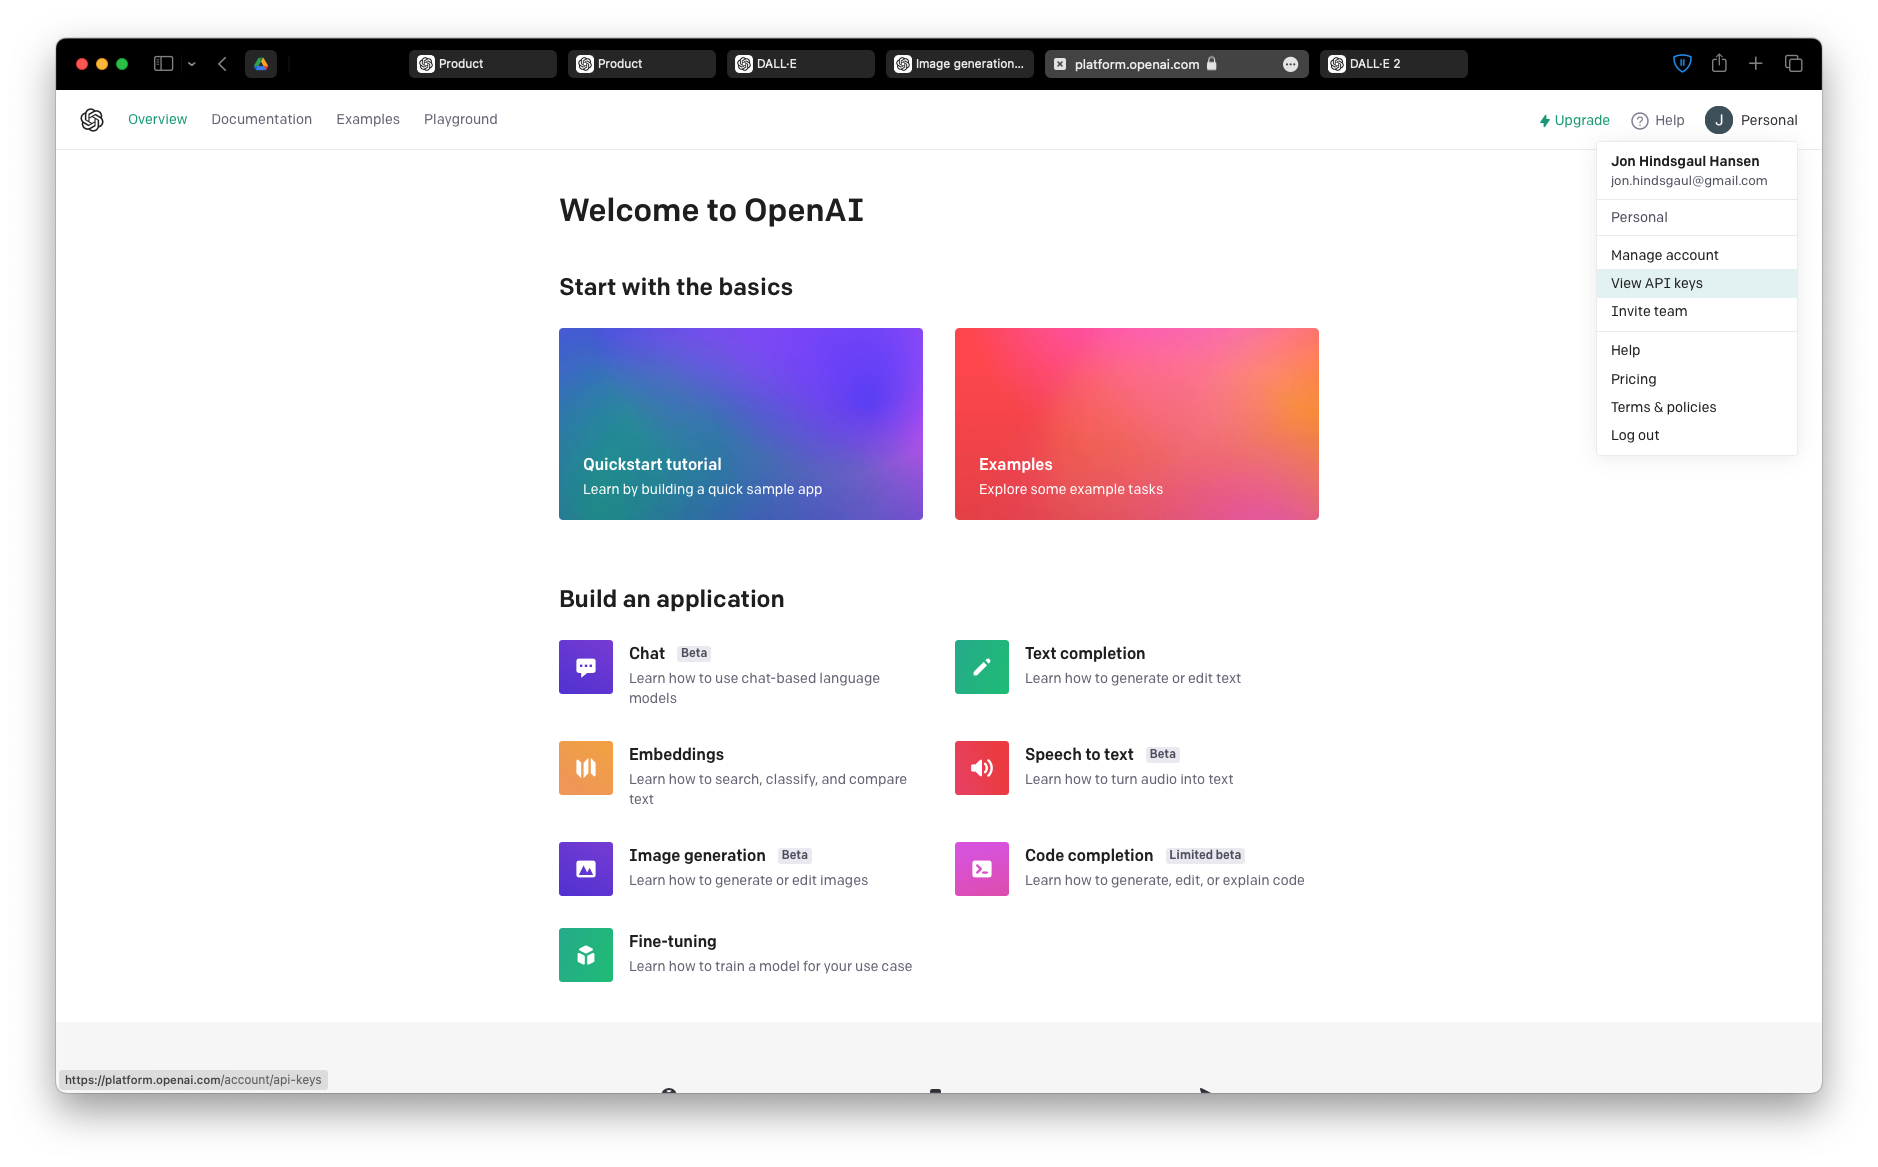 Product
Product
DALL·E
Image generation...
platform.openai.com
DALL·E 2
Overview
Documentation
Examples
Playground
Upgrade
Help
J
Personal
Jon Hindsgaul Hansen
jon.hindsgaul@gmail.com
Personal
Manage account
View API keys
Invite team
Help
Pricing
Terms & policies
Log out
Welcome to OpenAI
Start with the basics
Quickstart tutorial
Learn by building a quick sample app
Examples
Explore some example tasks
Build an application
Chat Beta
Learn how to use chat-based language
models
Text completion
Learn how to generate or edit text
Embeddings
Learn how to search, classify, and compare
text
Speech to text Beta
Learn how to turn audio into text
Image generation Beta
Learn how to generate or edit images
Code completion Limited beta
Learn how to generate, edit, or explain code
Fine-tuning
Learn how to train a model for your use case
https://platform.openai.com/account/api-keys